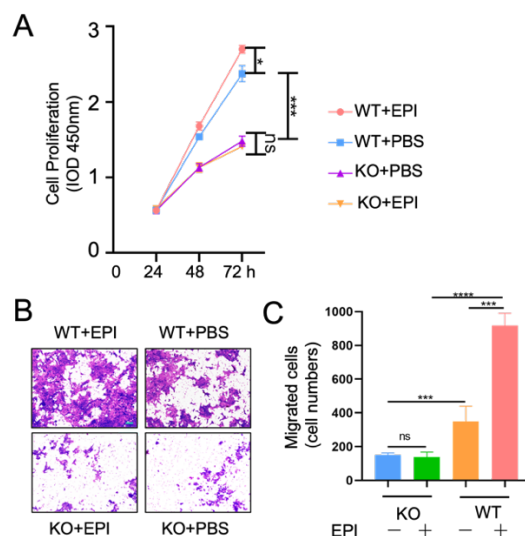 A
Cell Proliferation
(IOD 450nm)
3
2
1
0
0 24 48 72 h
*
***
ns
WT+EPI
WT+PBS
KO+PBS
KO+EPI
B
WT+EPI WT+PBS
KO+EPI KO+PBS
C
Migrated cells
(cell numbers)
1000
800
600
400
200
0
****
***
***
ns
KO WT
EPI − + − +